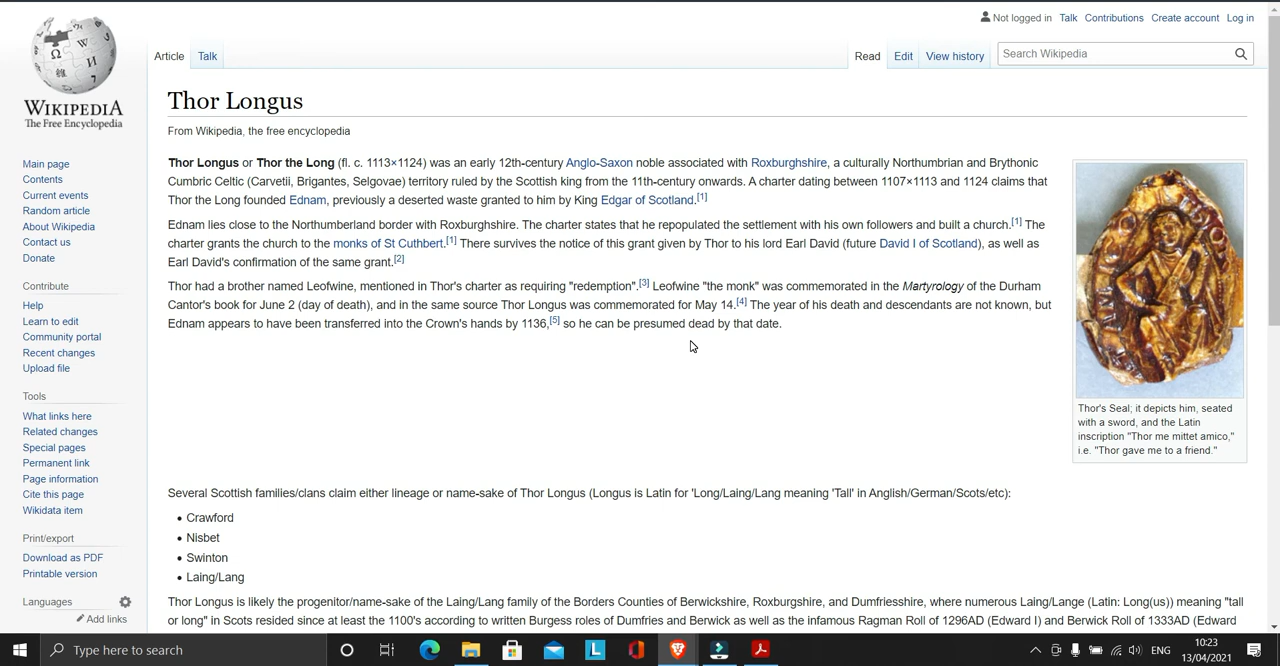 Not logged in Talk Contributions Create account Log in
Article Talk Read Edit View history Search Wikipedia
WIKIPEDIA
The Free Encyclopedia
Main page
Contents
Current events
Random article
About Wikipedia
Contact us
Donate
Contribute
Help
Learn to edit
Community portal
Recent changes
Upload file
Tools
What links here
Related changes
Special pages
Permanent link
Page information
Cite this page
Wikidata item
Print/export
Download as PDF
Printable version
Languages
Add links
Thor Longus
From Wikipedia, the free encyclopedia
Thor Longus or Thor the Long (fl. c. 1113×1124) was an early 12th-century Anglo-Saxon noble associated with Roxburghshire, a culturally Northumbrian and Brythonic
Cumbric Celtic (Carvetii, Brigantes, Selgovae) territory ruled by the Scottish king from the 11th-century onwards. A charter dating between 1107×1113 and 1124 claims that
Thor the Long founded Ednam, previously a deserted waste granted to him by King Edgar of Scotland.[1]
Ednam lies close to the Northumberland border with Roxburghshire. The charter states that he repopulated the settlement with his own followers and built a church.[1] The
charter grants the church to the monks of St Cuthbert.[1] There survives the notice of this grant given by Thor to his lord Earl David (future David I of Scotland), as well as
Earl David's confirmation of the same grant.[2]
Thor had a brother named Leofwine, mentioned in Thor's charter as requiring "redemption".[3] Leofwine "the monk" was commemorated in the Martyrology of the Durham
Cantor's book for June 2 (day of death), and in the same source Thor Longus was commemorated for May 14.[4] The year of his death and descendants are not known, but
Ednam appears to have been transferred into the Crown's hands by 1136,[5] so he can be presumed dead by that date.
Thor's Seal; it depicts him, seated
with a sword, and the Latin
inscription "Thor me mittet amico,"
i.e. "Thor gave me to a friend."
Several Scottish families/clans claim either lineage or name-sake of Thor Longus (Longus is Latin for 'Long/Laing/Lang meaning 'Tall' in Anglish/German/Scots/etc):
• Crawford
• Nisbet
• Swinton
• Laing/Lang
Thor Longus is likely the progenitor/name-sake of the Laing/Lang family of the Borders Counties of Berwickshire, Roxburgshire, and Dumfriesshire, where numerous Laing/Lange (Latin: Long(us)) meaning "tall
or long" in Scots resided since at least the 1100's according to written Burgess roles of Dumfries and Berwick as well as the infamous Ragman Roll of 1296AD (Edward I) and Berwick Roll of 1333AD (Edward
Type here to search
ENG
10:23
13/04/2021